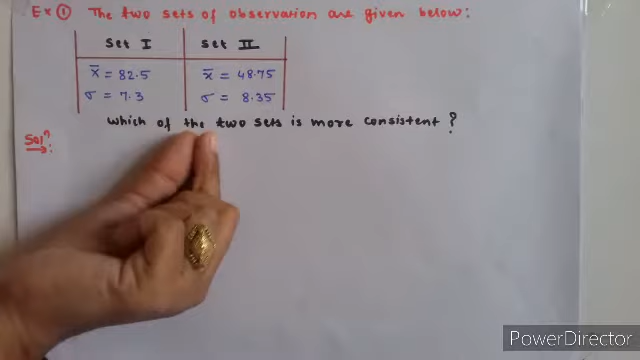 Ex ① The two sets of observation are given below:
Set I Set II
x̄ = 82.5 x̄ = 48.75
σ = 7.3 σ = 8.35
Which of the two sets is more consistent ?
Solⁿ:
PowerDirector